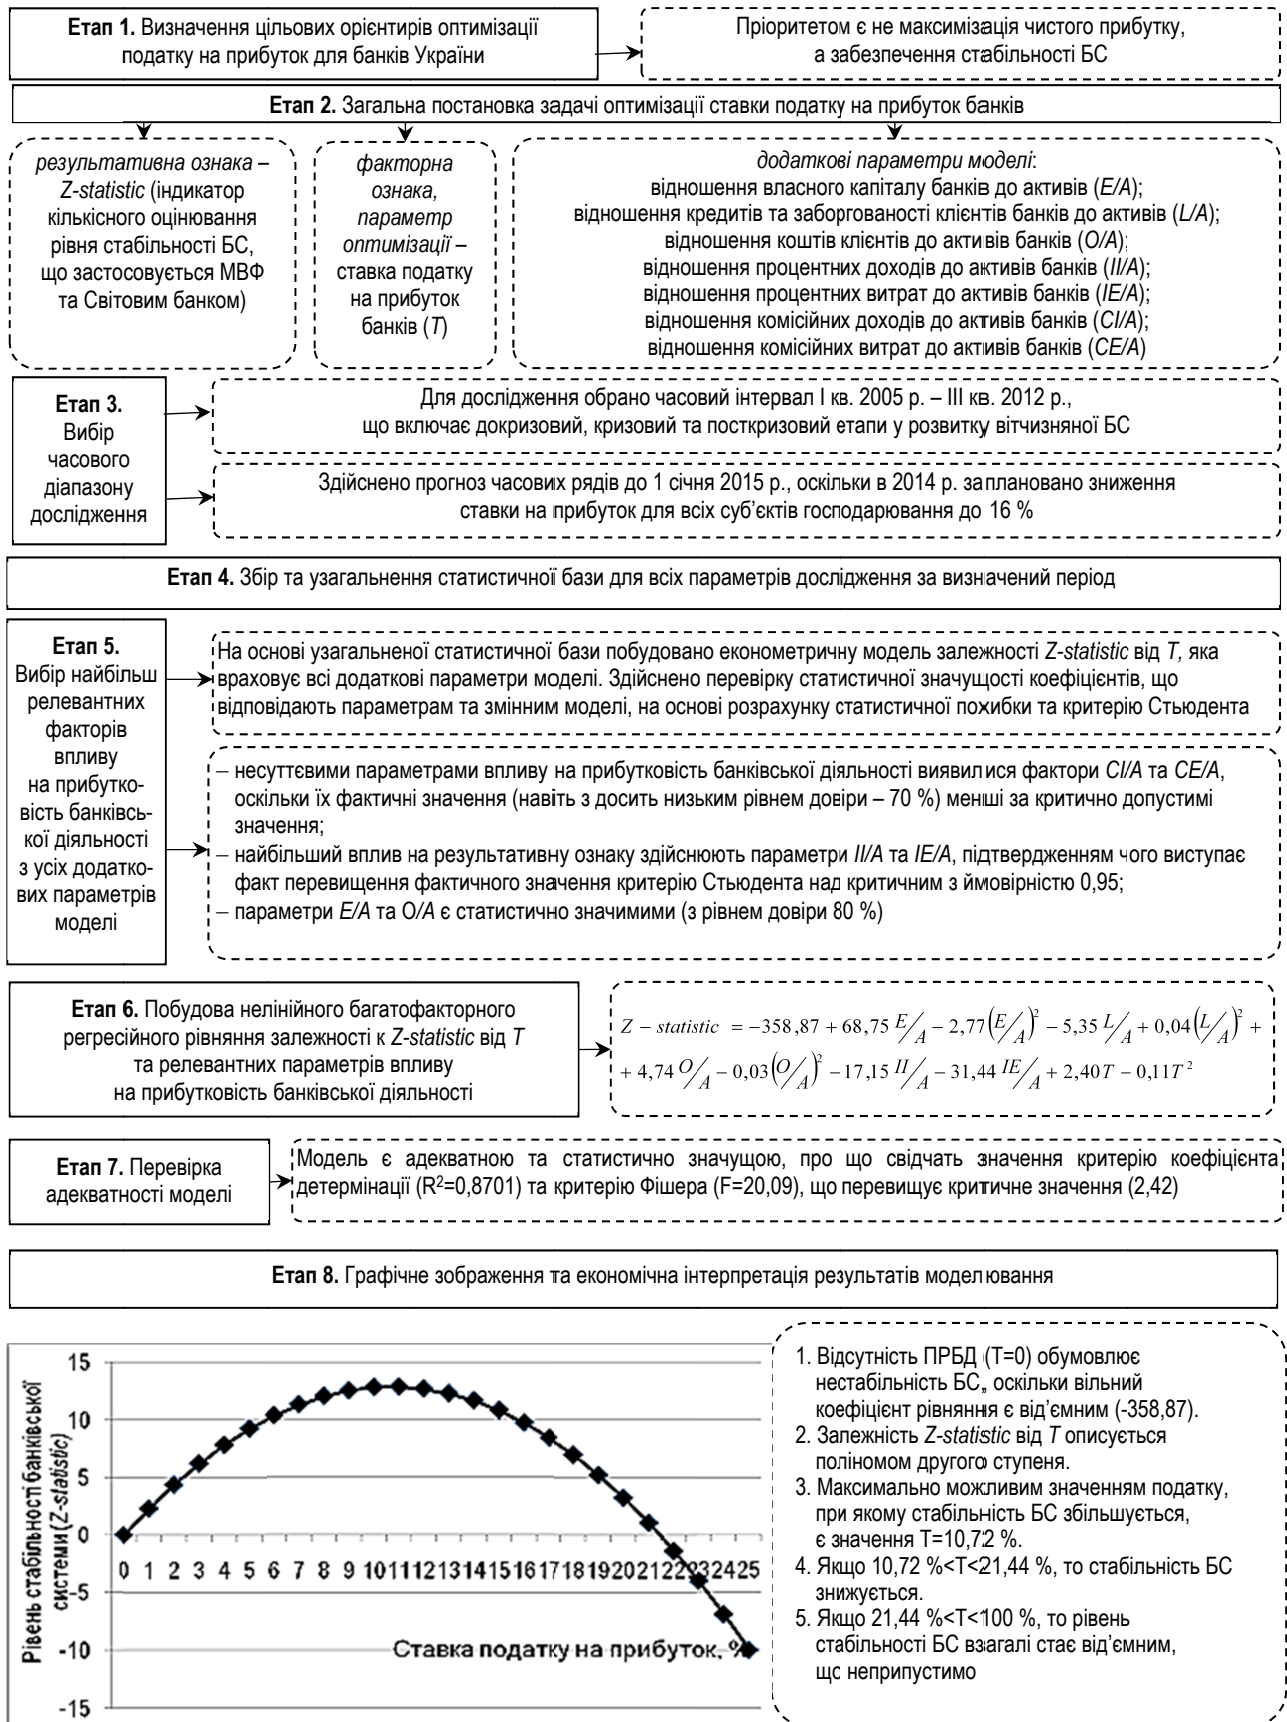 Етап 1. Визначення цільових орієнтирів оптимізації
податку на прибуток для банків України
Пріоритетом є не максимізація чистого прибутку,
а забезпечення стабільності БС
Етап 2. Загальна постановка задачі оптимізації ставки податку на прибуток банків
результативна ознака –
Z-statistic (індикатор
кількісного оцінювання
рівня стабільності БС,
що застосовується МВФ
та Світовим банком)
факторна
ознака,
параметр
оптимізації –
ставка податку
на прибуток
банків (T)
додаткові параметри моделі:
відношення власного капіталу банків до активів (E/A);
відношення кредитів та заборгованості клієнтів банків до активів (L/A);
відношення коштів клієнтів до активів банків (O/A);
відношення процентних доходів до активів банків (II/A);
відношення процентних витрат до активів банків (IE/A);
відношення комісійних доходів до активів банків (CI/A);
відношення комісійних витрат до активів банків (CE/A)
Етап 3.
Вибір
часового
діапазону
дослідження
Для дослідження обрано часовий інтервал І кв. 2005 р. – ІІІ кв. 2012 р.,
що включає докризовий, кризовий та посткризовий етапи у розвитку вітчизняної БС
Здійснено прогноз часових рядів до 1 січня 2015 р., оскільки в 2014 р. заплановано зниження
ставки на прибуток для всіх суб’єктів господарювання до 16 %
Етап 4. Збір та узагальнення статистичної бази для всіх параметрів дослідження за визначений період
Етап 5.
Вибір найбільш
релевантних
факторів
впливу
на прибутко-
вість банківсь-
кої діяльності
з усіх додатко-
вих параметрів
моделі
На основі узагальненої статистичної бази побудовано економетричну модель залежності Z-statistic від T, яка
враховує всі додаткові параметри моделі. Здійснено перевірку статистичної значущості коефіцієнтів, що
відповідають параметрам та змінним моделі, на основі розрахунку статистичної похибки та критерію Стьюдента
– несуттєвими параметрами впливу на прибутковість банківської діяльності виявилися фактори CI/A та CE/A,
оскільки їх фактичні значення (навіть з досить низьким рівнем довіри – 70 %) менші за критично допустимі
значення;
– найбільший вплив на результативну ознаку здійснюють параметри II/A та IE/A, підтвердженням чого виступає
факт перевищення фактичного значення критерію Стьюдента над критичним з ймовірністю 0,95;
– параметри E/A та O/A є статистично значимими (з рівнем довіри 80 %)
Етап 6. Побудова нелінійного багатофакторного
регресійного рівняння залежності к Z-statistic від T
та релевантних параметрів впливу
на прибутковість банківської діяльності
Z – statistic = −358,87 + 68,75 E/A − 2,77(E/A)² − 5,35 L/A + 0,04(L/A)² +
+ 4,74 O/A − 0,03(O/A)² −17,15 II/A − 31,44 IE/A + 2,40T − 0,11T²
Етап 7. Перевірка
адекватності моделі
Модель є адекватною та статистично значущою, про що свідчать значення критерію коефіцієнта
детермінації (R²=0,8701) та критерію Фішера (F=20,09), що перевищує критичне значення (2,42)
Етап 8. Графічне зображення та економічна інтерпретація результатів моделювання
Рівень стабільності банківської
системи (Z-statistic)
15
10
5
0
-5
-10
-15
0 1 2 3 4 5 6 7 8 9 10 11 12 13 14 15 16 17 18 19 20 21 22 23 24 25
Ставка податку на прибуток, %
1. Відсутність ПРБД (T=0) обумовлює
нестабільність БС, оскільки вільний
коефіцієнт рівняння є від’ємним (-358,87).
2. Залежність Z-statistic від T описується
поліномом другого ступеня.
3. Максимально можливим значенням податку,
при якому стабільність БС збільшується,
є значення T=10,72 %.
4. Якщо 10,72 %<T<21,44 %, то стабільність БС
знижується.
5. Якщо 21,44 %<T<100 %, то рівень
стабільності БС взагалі стає від’ємним,
що неприпустимо